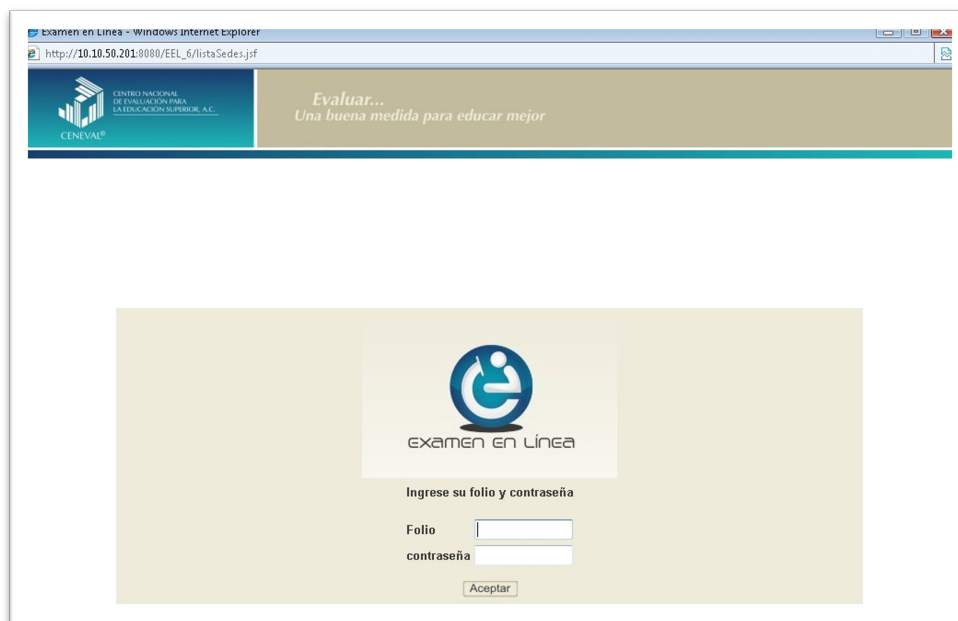 Examen en Línea - Windows Internet Explorer
http://10.10.50.201:8080/EEL_6/listaSedes.jsf
CENTRO NACIONAL
DE EVALUACIÓN PARA
LA EDUCACIÓN SUPERIOR, A.C.
CENEVAL®
Evaluar...
Una buena medida para educar mejor
examen en línea
Ingrese su folio y contraseña
Folio
contraseña
Aceptar